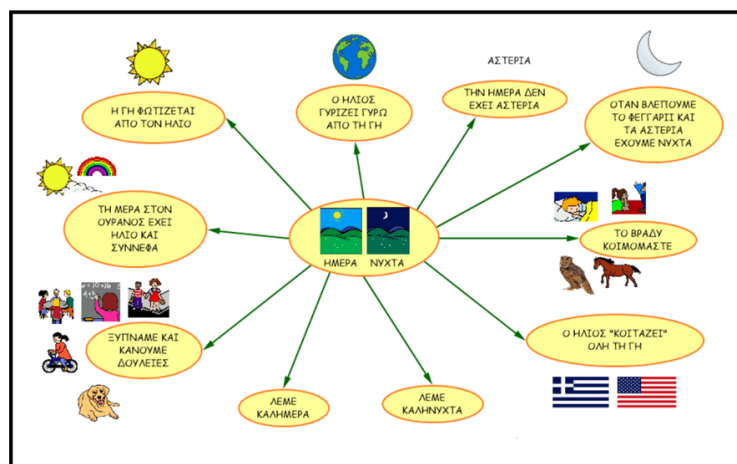 ΑΣΤΕΡΙΑ
Η ΓΗ ΦΩΤΙΖΕΤΑΙ
ΑΠΟ ΤΟΝ ΗΛΙΟ
Ο ΗΛΙΟΣ
ΓΥΡΙΖΕΙ ΓΥΡΩ
ΑΠΟ ΤΗ ΓΗ
ΤΗΝ ΗΜΕΡΑ ΔΕΝ
ΕΧΕΙ ΑΣΤΕΡΙΑ
ΟΤΑΝ ΒΛΕΠΟΥΜΕ
ΤΟ ΦΕΓΓΑΡΙΙ ΚΑΙ
ΤΑ ΑΣΤΕΡΙΑ
ΕΧΟΥΜΕ ΝΥΧΤΑ
ΤΗ ΜΕΡΑ ΣΤΟΝ
ΟΥΡΑΝΟΣ ΕΧΕΙ
ΗΛΙΟ ΚΑΙ
ΣΥΝΝΕΦΑ
ΗΜΕΡΑ ΝΥΧΤΑ
ΤΟ ΒΡΑΔΥ
ΚΟΙΜΟΜΑΣΤΕ
ΞΥΠΝΑΜΕ ΚΑΙ
ΚΑΝΟΥΜΕ
ΔΟΥΛΕΙΕΣ
Ο ΗΛΙΟΣ "ΚΟΙΤΑΖΕΙ"
ΟΛΗ ΤΗ ΓΗ
ΛΕΜΕ
ΚΑΛΗΜΕΡΑ
ΛΕΜΕ
ΚΑΛΗΝΥΧΤΑ